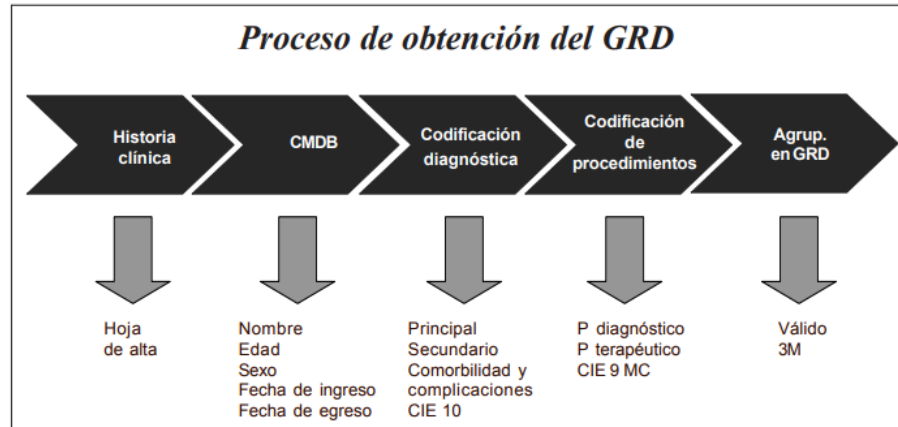 Proceso de obtención del GRD
Historia
clínica
CMDB
Codificación
diagnóstica
Codificación
de
procedimientos
Agrup.
en GRD
Hoja
de alta
Nombre
Edad
Sexo
Fecha de ingreso
Fecha de egreso
Principal
Secundario
Comorbilidad y
complicaciones
CIE 10
P diagnóstico
P terapéutico
CIE 9 MC
Válido
3M